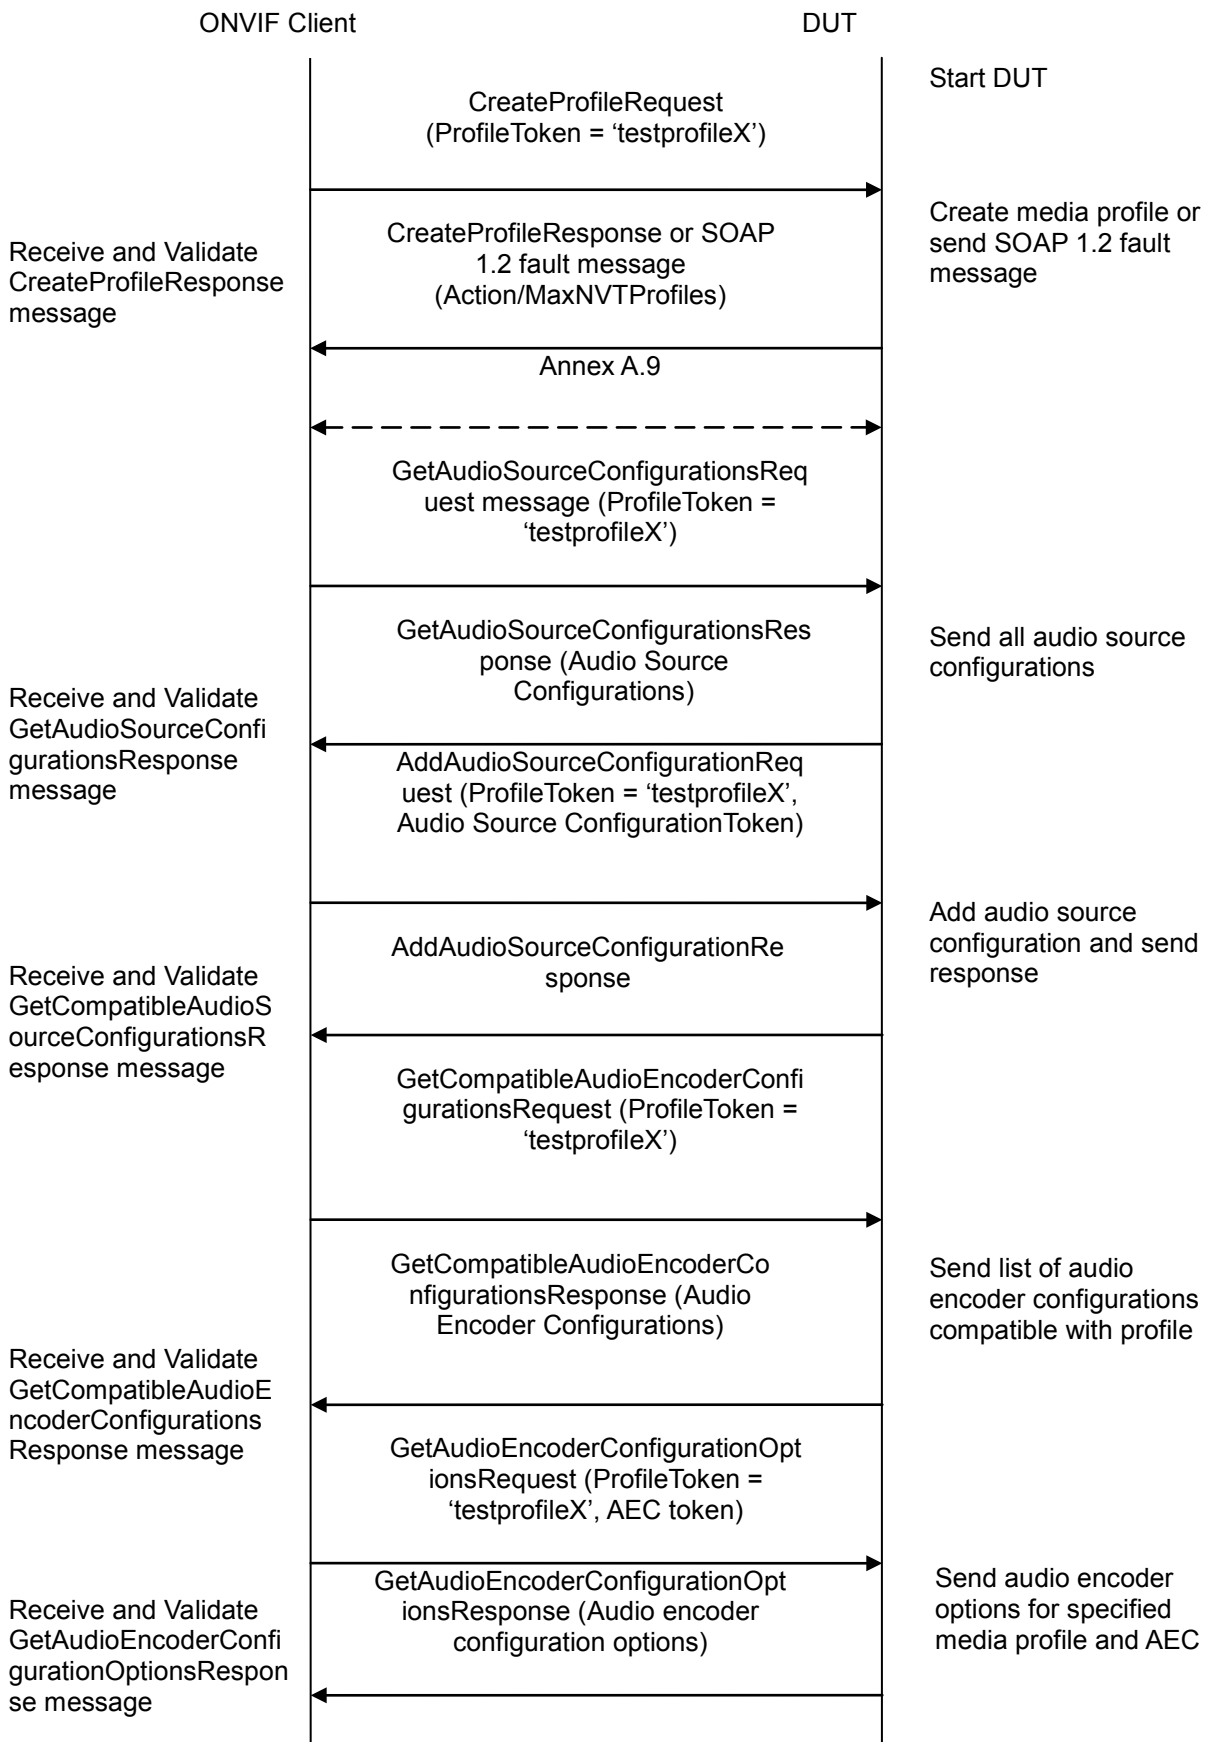 ONVIF Client
DUT
Start DUT
CreateProfileRequest
(ProfileToken = ‘testprofileX’)
Create media profile or
send SOAP 1.2 fault
message
CreateProfileResponse or SOAP
1.2 fault message
(Action/MaxNVTProfiles)
Receive and Validate
CreateProfileResponse
message
Annex A.9
GetAudioSourceConfigurationsReq
uest message (ProfileToken =
‘testprofileX’)
GetAudioSourceConfigurationsRes
ponse (Audio Source
Configurations)
Send all audio source
configurations
Receive and Validate
GetAudioSourceConfi
gurationsResponse
message
AddAudioSourceConfigurationReq
uest (ProfileToken = ‘testprofileX’,
Audio Source ConfigurationToken)
Add audio source
configuration and send
response
AddAudioSourceConfigurationRe
sponse
Receive and Validate
GetCompatibleAudioS
ourceConfigurationsR
esponse message
GetCompatibleAudioEncoderConfi
gurationsRequest (ProfileToken =
‘testprofileX’)
GetCompatibleAudioEncoderCo
nfigurationsResponse (Audio
Encoder Configurations)
Send list of audio
encoder configurations
compatible with profile
Receive and Validate
GetCompatibleAudioE
ncoderConfigurations
Response message
GetAudioEncoderConfigurationOpt
ionsRequest (ProfileToken =
‘testprofileX’, AEC token)
GetAudioEncoderConfigurationOpt
ionsResponse (Audio encoder
configuration options)
Send audio encoder
options for specified
media profile and AEC
Receive and Validate
GetAudioEncoderConfi
gurationOptionsRespon
se message